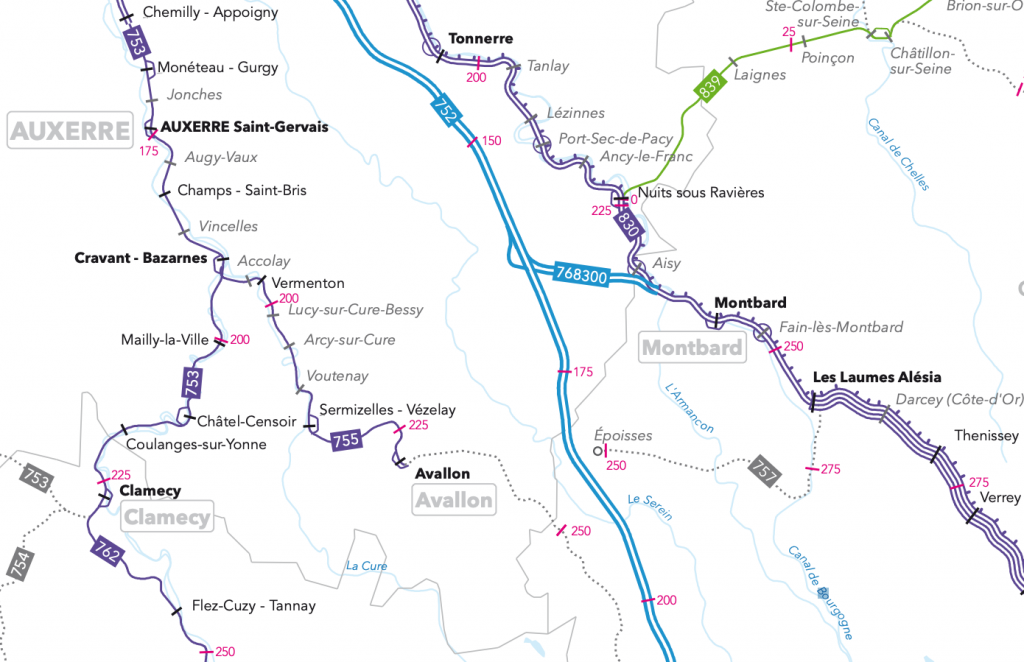 Chemilly - Appoigny
753
Monéteau - Gurgy
Jonches
AUXERRE
AUXERRE Saint-Gervais
175
Augy-Vaux
Champs - Saint-Bris
Vincelles
Cravant - Bazarnes
Accolay
Vermenton
200
Lucy-sur-Cure-Bessy
Mailly-la-Ville
200
Arcy-sur-Cure
753
Voutenay
Châtel-Censoir
Sermizelles - Vézelay
225
Coulanges-sur-Yonne
755
753
225
Clamecy
Clamecy
Avallon
Avallon
754
762
La Cure
Flez-Cuzy - Tannay
250
Tonnerre
200
Tanlay
752
150
Lézinnes
Port-Sec-de-Pacy
Ancy-le-Franc
Nuits sous Ravières
0
225
830
768300
Aisy
Montbard
Montbard
Fain-lès-Montbard
250
175
Les Laumes Alésia
Darcey (Côte-d'Or)
L'Armancon
Époisses
250
757
275
Thenissey
275
Verrey
Le Serein
250
Canal de Bourgogne
200
Ste-Colombe-
sur-Seine
Brion-sur-O
25
Poinçon
Châtillon-
sur-Seine
Laignes
839
Canal de Chelles